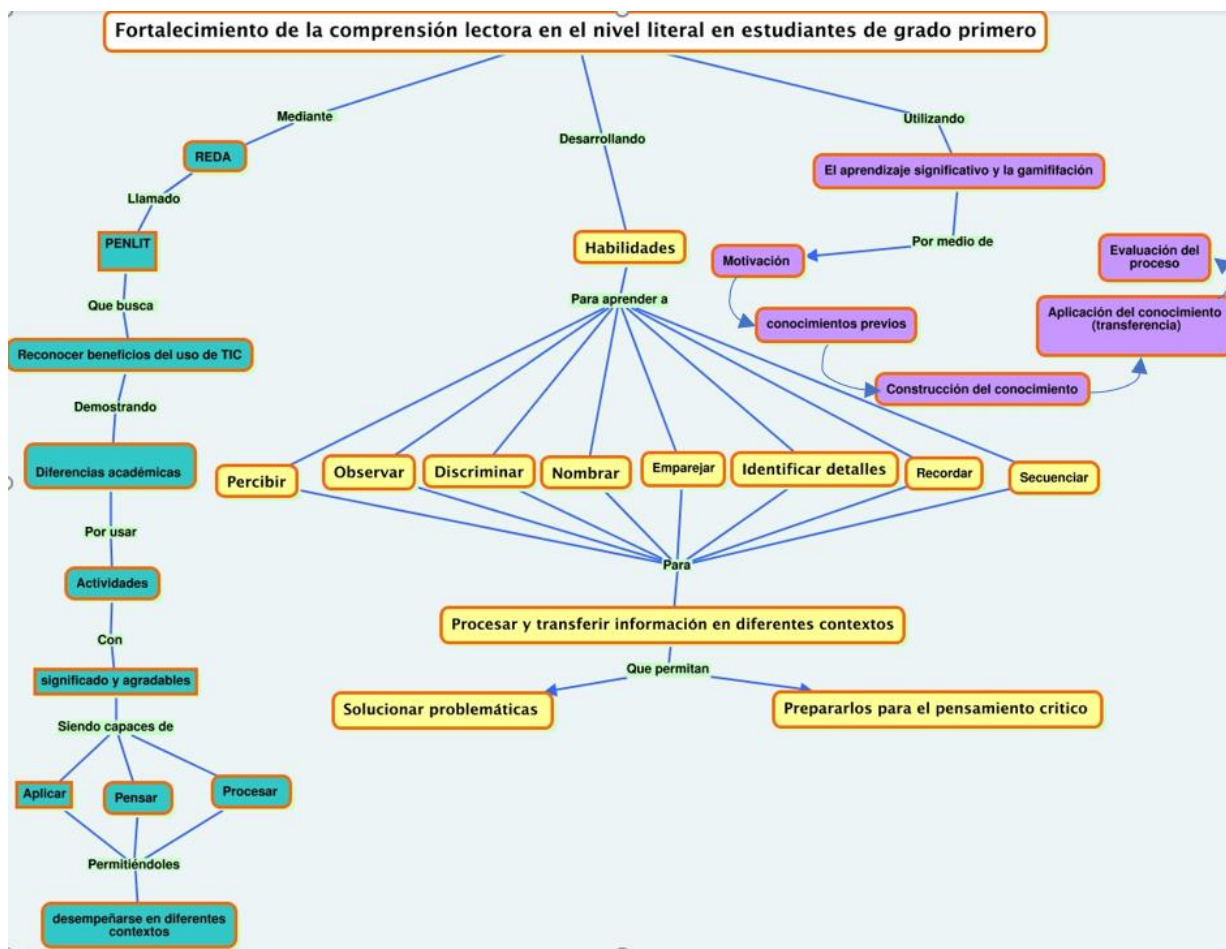 Fortalecimiento de la comprensión lectora en el nivel literal en estudiantes de grado primero
Mediante
REDA
Llamado
PENLIT
Que busca
Reconocer beneficios del uso de TIC
Demostrando
Diferencias académicas
Por usar
Actividades
Con
significado y agradables
Siendo capaces de
Aplicar
Pensar
Procesar
Permitiéndoles
desempeñarse en diferentes
contextos
Desarrollando
Habilidades
Para aprender a
Percibir
Observar
Discriminar
Nombrar
Emparejar
Identificar detalles
Recordar
Secuenciar
Para
Procesar y transferir información en diferentes contextos
Que permitan
Solucionar problemáticas
Prepararlos para el pensamiento critico
Utilizando
El aprendizaje significativo y la gamififación
Por medio de
Motivación
conocimientos previos
Construcción del conocimiento
Aplicación del conocimiento
(transferencia)
Evaluación del
proceso